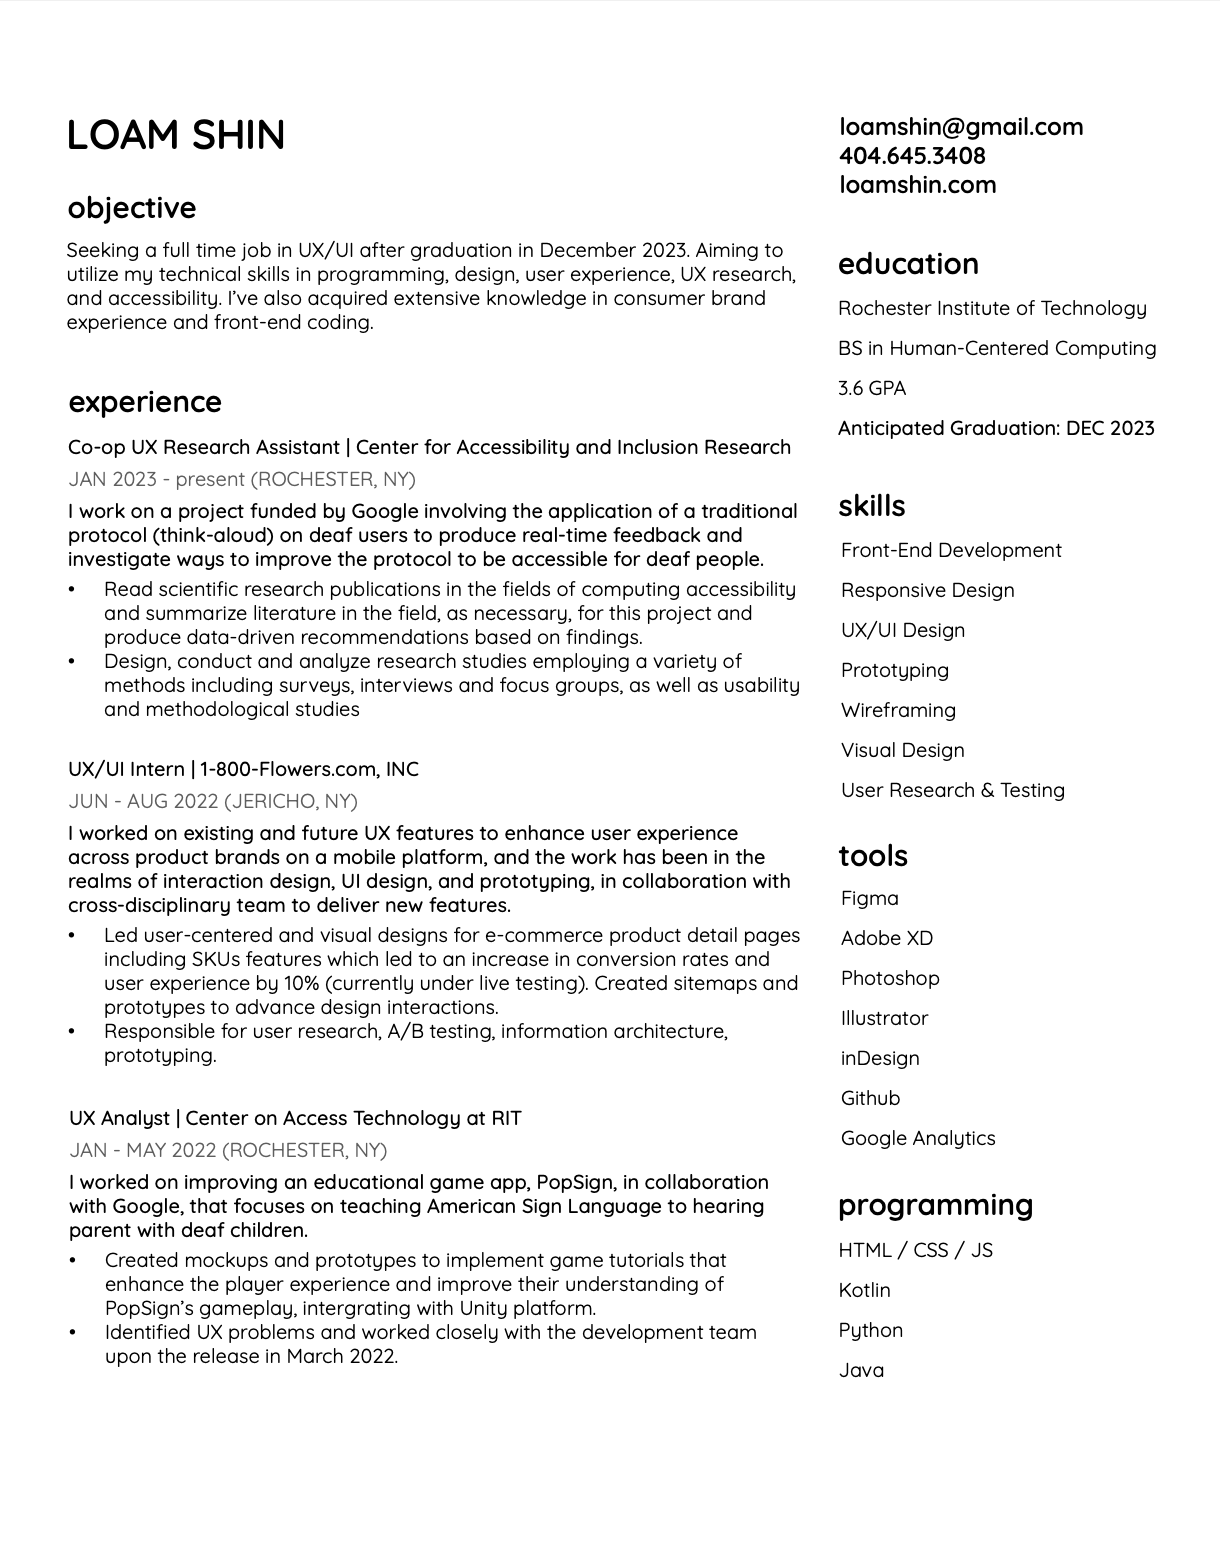 LOAM SHIN
objective
Seeking a full time job in UX/UI after graduation in December 2023. Aiming to
utilize my technical skills in programming, design, user experience, UX research,
and accessibility. I’ve also acquired extensive knowledge in consumer brand
experience and front-end coding.
experience
Co-op UX Research Assistant | Center for Accessibility and Inclusion Research
JAN 2023 - present (ROCHESTER, NY)
I work on a project funded by Google involving the application of a traditional
protocol (think-aloud) on deaf users to produce real-time feedback and
investigate ways to improve the protocol to be accessible for deaf people.
• Read scientific research publications in the fields of computing accessibility
and summarize literature in the field, as necessary, for this project and
produce data-driven recommendations based on findings.
• Design, conduct and analyze research studies employing a variety of
methods including surveys, interviews and focus groups, as well as usability
and methodological studies
UX/UI Intern | 1-800-Flowers.com, INC
JUN - AUG 2022 (JERICHO, NY)
I worked on existing and future UX features to enhance user experience
across product brands on a mobile platform, and the work has been in the
realms of interaction design, UI design, and prototyping, in collaboration with
cross-disciplinary team to deliver new features.
• Led user-centered and visual designs for e-commerce product detail pages
including SKUs features which led to an increase in conversion rates and
user experience by 10% (currently under live testing). Created sitemaps and
prototypes to advance design interactions.
• Responsible for user research, A/B testing, information architecture,
prototyping.
UX Analyst | Center on Access Technology at RIT
JAN - MAY 2022 (ROCHESTER, NY)
I worked on improving an educational game app, PopSign, in collaboration
with Google, that focuses on teaching American Sign Language to hearing
parent with deaf children.
• Created mockups and prototypes to implement game tutorials that
enhance the player experience and improve their understanding of
PopSign’s gameplay, intergrating with Unity platform.
• Identified UX problems and worked closely with the development team
upon the release in March 2022.
loamshin@gmail.com
404.645.3408
loamshin.com
education
Rochester Institute of Technology
BS in Human-Centered Computing
3.6 GPA
Anticipated Graduation: DEC 2023
skills
Front-End Development
Responsive Design
UX/UI Design
Prototyping
Wireframing
Visual Design
User Research & Testing
tools
Figma
Adobe XD
Photoshop
Illustrator
inDesign
Github
Google Analytics
programming
HTML / CSS / JS
Kotlin
Python
Java